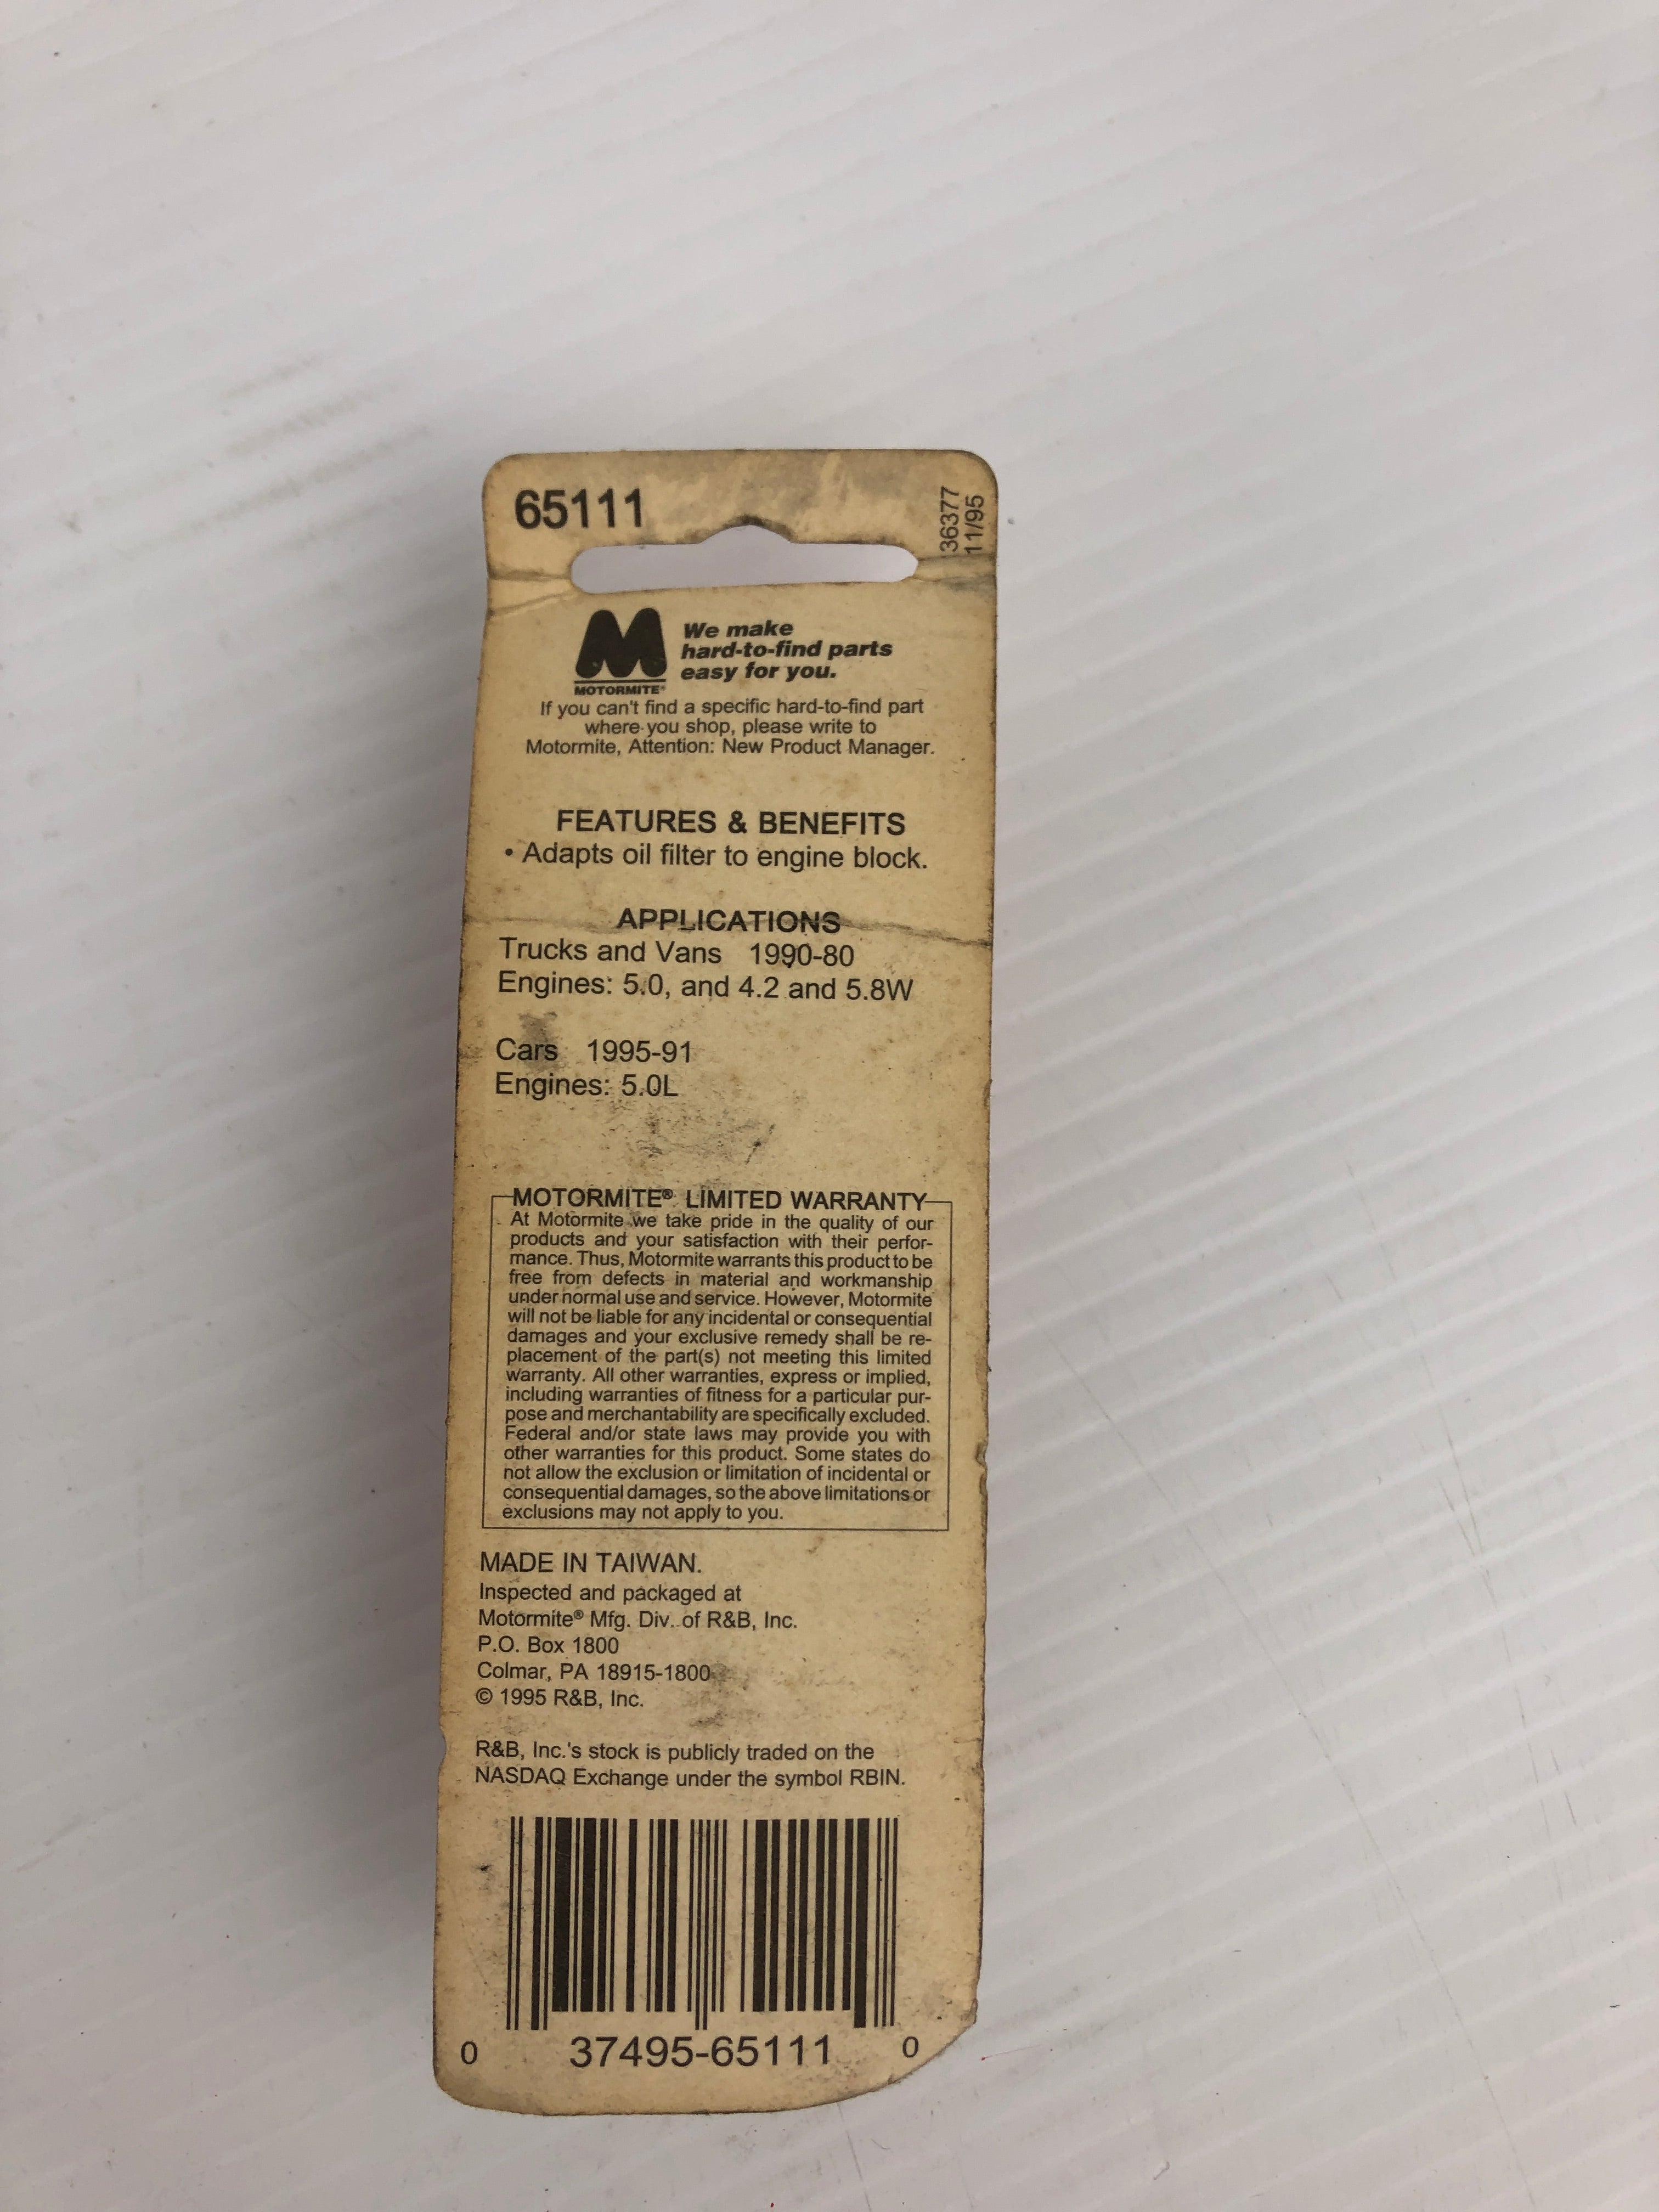 65111
36377
11/95
M
MOTORMITE®
We make
hard-to-find parts
easy for you.
If you can't find a specific hard-to-find part
where you shop, please write to
Motormite, Attention: New Product Manager.
FEATURES & BENEFITS
• Adapts oil filter to engine block.
APPLICATIONS
Trucks and Vans 1990-80
Engines: 5.0, and 4.2 and 5.8W
Cars 1995-91
Engines: 5.0L
MOTORMITE® LIMITED WARRANTY
At Motormite we take pride in the quality of our
products and your satisfaction with their perfor-
mance. Thus, Motormite warrants this product to be
free from defects in material and workmanship
under normal use and service. However, Motormite
will not be liable for any incidental or consequential
damages and your exclusive remedy shall be re-
placement of the part(s) not meeting this limited
warranty. All other warranties, express or implied,
including warranties of fitness for a particular pur-
pose and merchantability are specifically excluded.
Federal and/or state laws may provide you with
other warranties for this product. Some states do
not allow the exclusion or limitation of incidental or
consequential damages, so the above limitations or
exclusions may not apply to you.
MADE IN TAIWAN.
Inspected and packaged at
Motormite® Mfg. Div. of R&B, Inc.
P.O. Box 1800
Colmar, PA 18915-1800
© 1995 R&B, Inc.
R&B, Inc.'s stock is publicly traded on the
NASDAQ Exchange under the symbol RBIN.
0 37495-65111 0